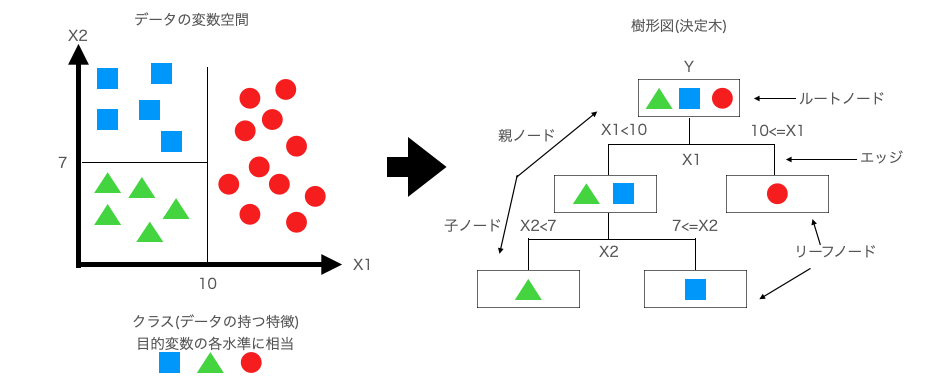 データの変数空間
X2
7
10
X1
クラス(データの持つ特徴)
目的変数の各水準に相当
樹形図(決定木)
Y
ルートノード
親ノード
X1<10
10<=X1
X1
エッジ
子ノード
X2<7
7<=X2
X2
リーフノード